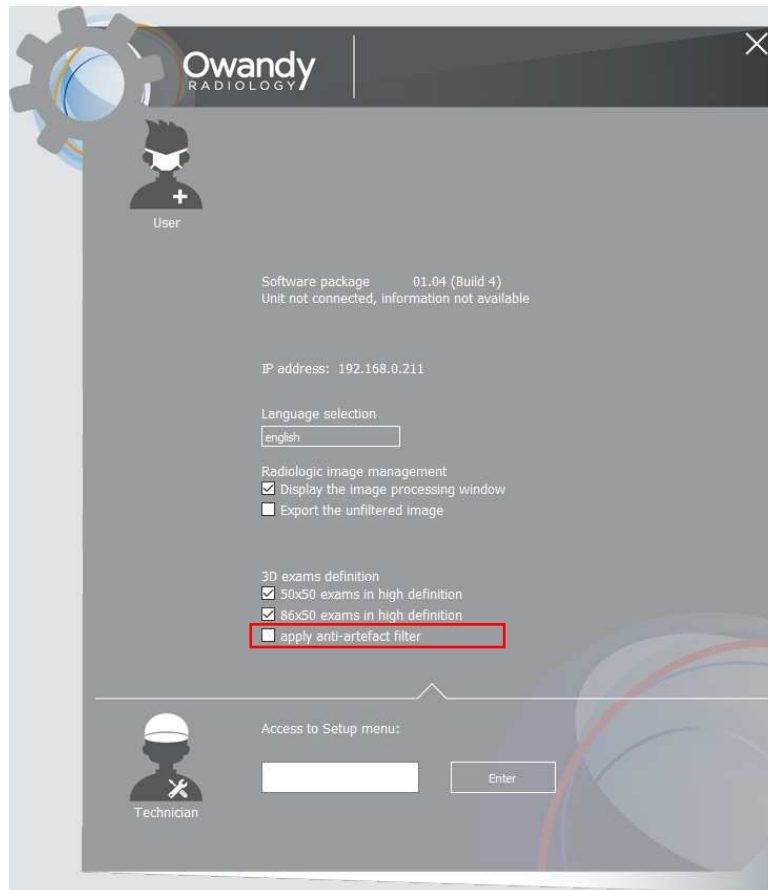 Owandy
RADIOLOGY
User
Software package 01.04 (Build 4)
Unit not connected, information not available
IP address: 192.168.0.211
Language selection
english
Radiologic image management
Display the image processing window
Export the unfiltered image
3D exams definition
50x50 exams in high definition
86x50 exams in high definition
apply anti-artefact filter
Access to Setup menu:
Enter
Technician